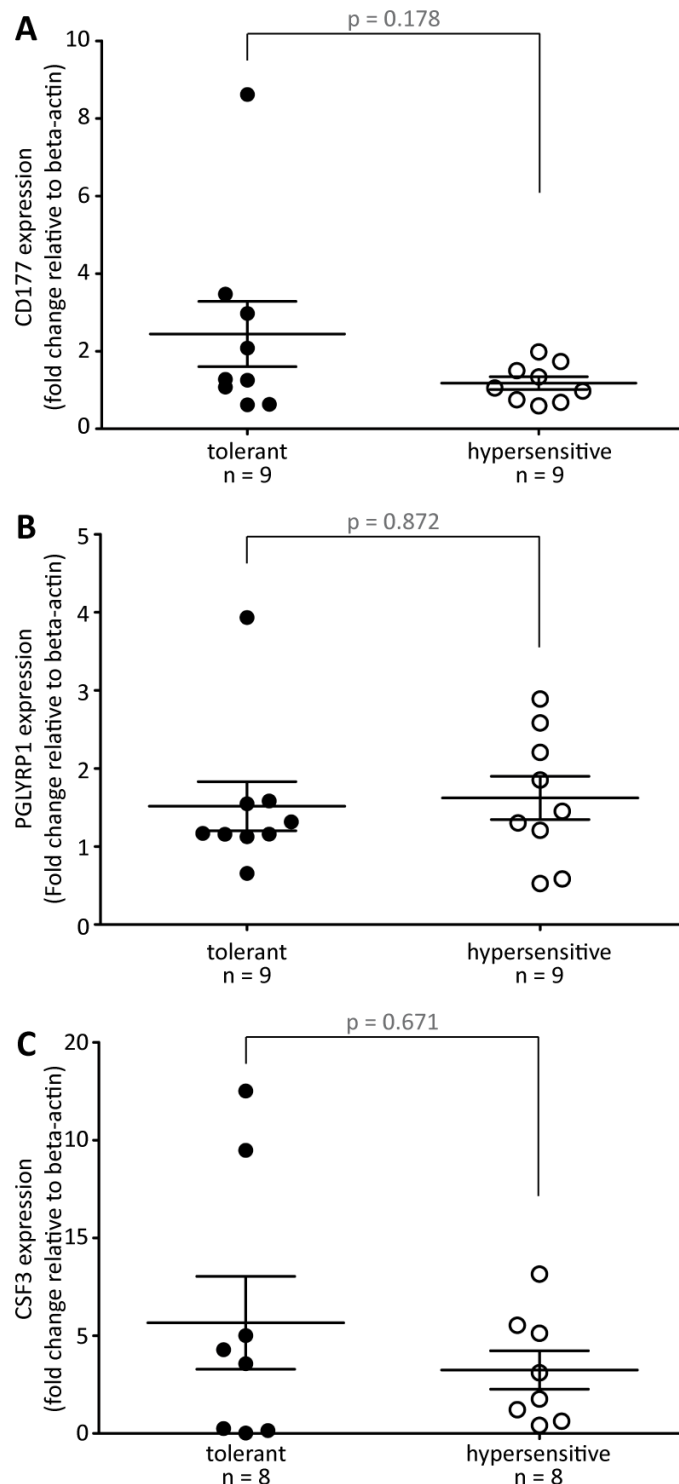 A
p = 0.178
CD177 expression
(fold change relative to beta-actin)
10
8
6
4
2
0
tolerant
n = 9
hypersensitive
n = 9
B
p = 0.872
PGLYRP1 expression
(Fold change relative to beta-actin)
5
4
3
2
1
0
tolerant
n = 9
hypersensitive
n = 9
C
p = 0.671
CSF3 expression
(fold change relative to beta-actin)
20
10
15
5
0
tolerant
n = 8
hypersensitive
n = 8